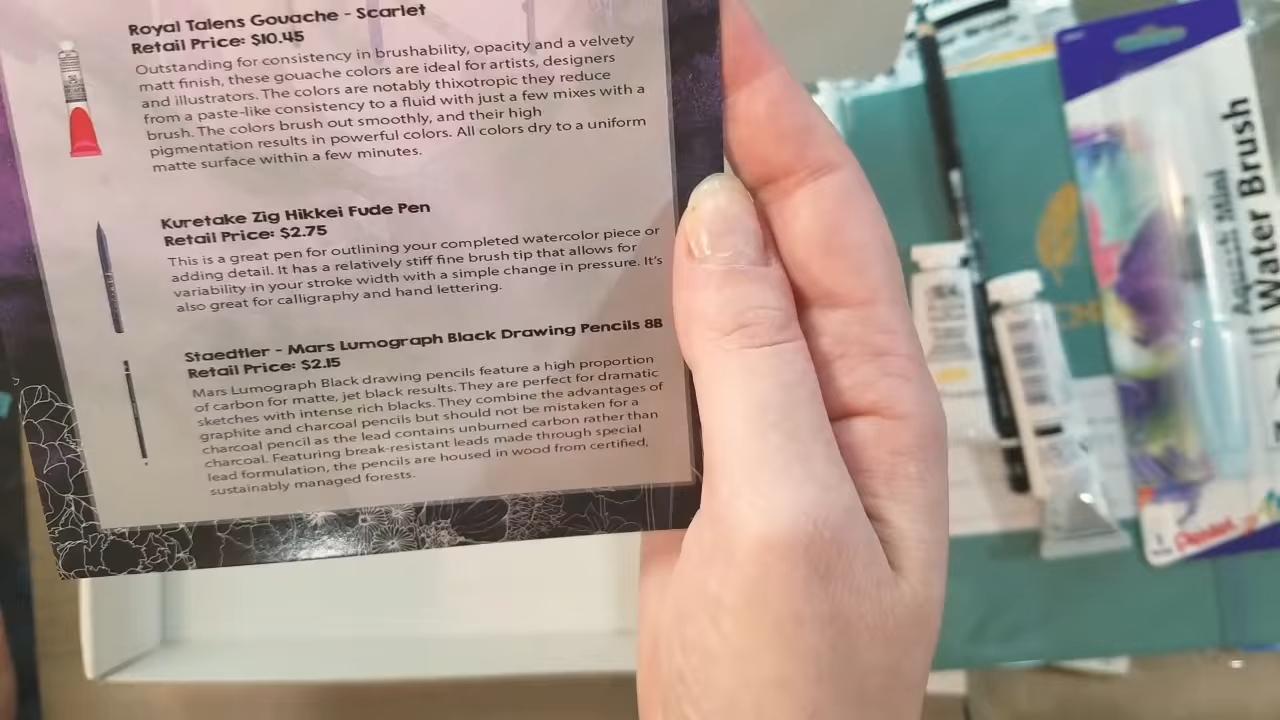 Royal Talens Gouache - Scarlet
Retail Price: $10.45
Outstanding for consistency in brushability, opacity and a velvety
matt finish, these gouache colors are ideal for artists, designers
and illustrators. The colors are notably thixotropic they reduce
from a paste-like consistency to a fluid with just a few mixes with a
brush. The colors brush out smoothly, and their high
pigmentation results in powerful colors. All colors dry to a uniform
matte surface within a few minutes.
Kuretake Zig Hikkei Fude Pen
Retail Price: $2.75
This is a great pen for outlining your completed watercolor piece or
adding detail. It has a relatively stiff fine brush tip that allows for
variability in your stroke width with a simple change in pressure. It's
also great for calligraphy and hand lettering.
Staedtler - Mars Lumograph Black Drawing Pencils 8B
Retail Price: $2.15
Mars Lumograph Black drawing pencils feature a high proportion
of carbon for matte, jet black results. They are perfect for dramatic
sketches with intense rich blacks. They combine the advantages of
graphite and charcoal pencils but should not be mistaken for a
charcoal pencil as the lead contains unburned carbon rather than
charcoal. Featuring break-resistant leads made through special
lead formulation, the pencils are housed in wood from certified,
sustainably managed forests.
Aquash Mini
Water Brush
Pentel